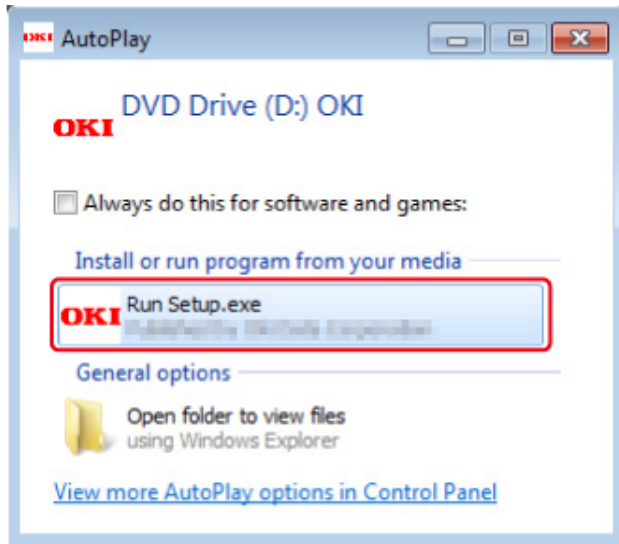 OKI AutoPlay
DVD Drive (D:) OKI
OKI
Always do this for software and games:
Install or run program from your media
OKI
Run Setup.exe
General options
Open folder to view files
using Windows Explorer
View more AutoPlay options in Control Panel